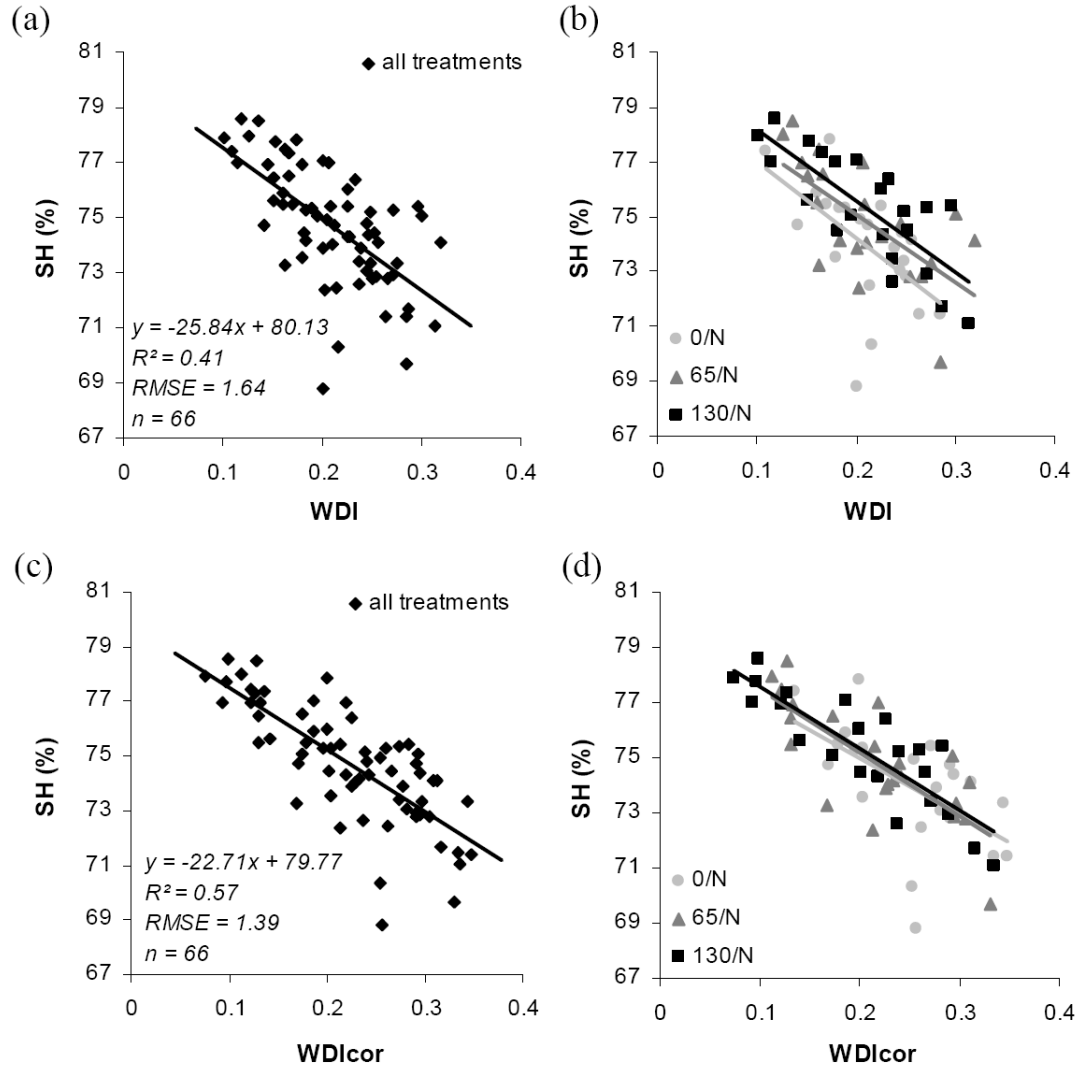 (a)
SH (%)
81
79
77
75
73
71
69
67
all treatments
y = -25.84x + 80.13
R² = 0.41
RMSE = 1.64
n = 66
0 0.1 0.2 0.3 0.4
WDI
(b)
SH (%)
81
79
77
75
73
71
69
67
0/N
65/N
130/N
0 0.1 0.2 0.3 0.4
WDI
(c)
SH (%)
81
79
77
75
73
71
69
67
all treatments
y = -22.71x + 79.77
R² = 0.57
RMSE = 1.39
n = 66
0 0.1 0.2 0.3 0.4
WDIcor
(d)
SH (%)
81
79
77
75
73
71
69
67
0/N
65/N
130/N
0 0.1 0.2 0.3 0.4
WDIcor